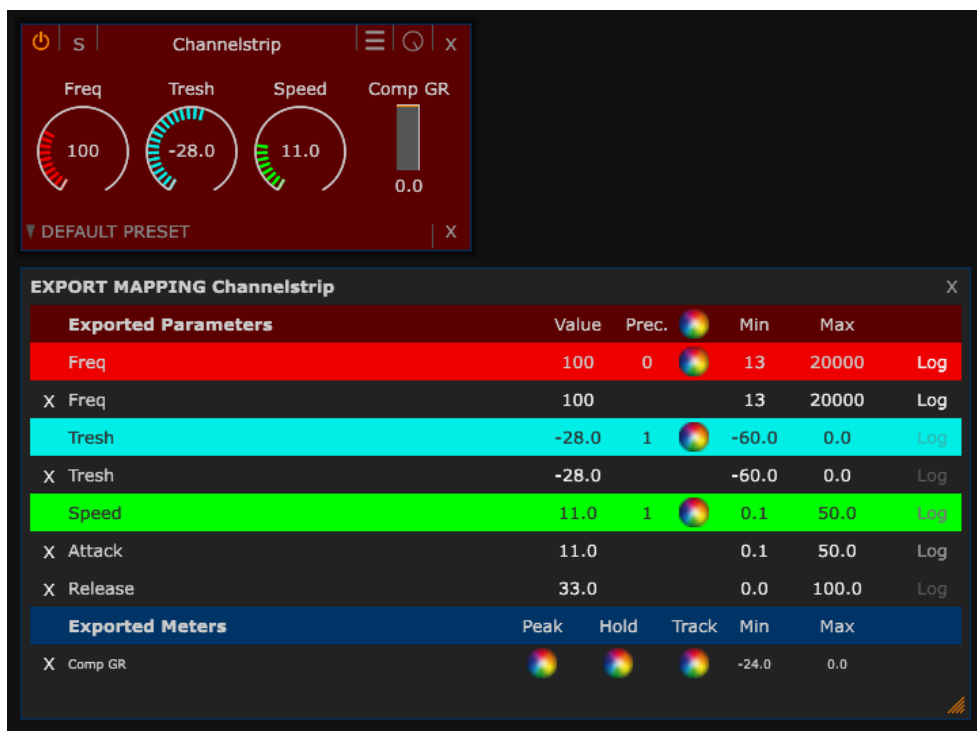 S Channelstrip X
Freq Tresh Speed Comp GR
100 -28.0 11.0
0.0
DEFAULT PRESET X
EXPORT MAPPING Channelstrip X
Exported Parameters Value Prec. Min Max
Freq 100 0 13 20000 Log
X Freq 100 13 20000 Log
Tresh -28.0 1 -60.0 0.0 Log
X Tresh -28.0 -60.0 0.0 Log
Speed 11.0 1 0.1 50.0 Log
X Attack 11.0 0.1 50.0 Log
X Release 33.0 0.0 100.0 Log
Exported Meters Peak Hold Track Min Max
X Comp GR -24.0 0.0